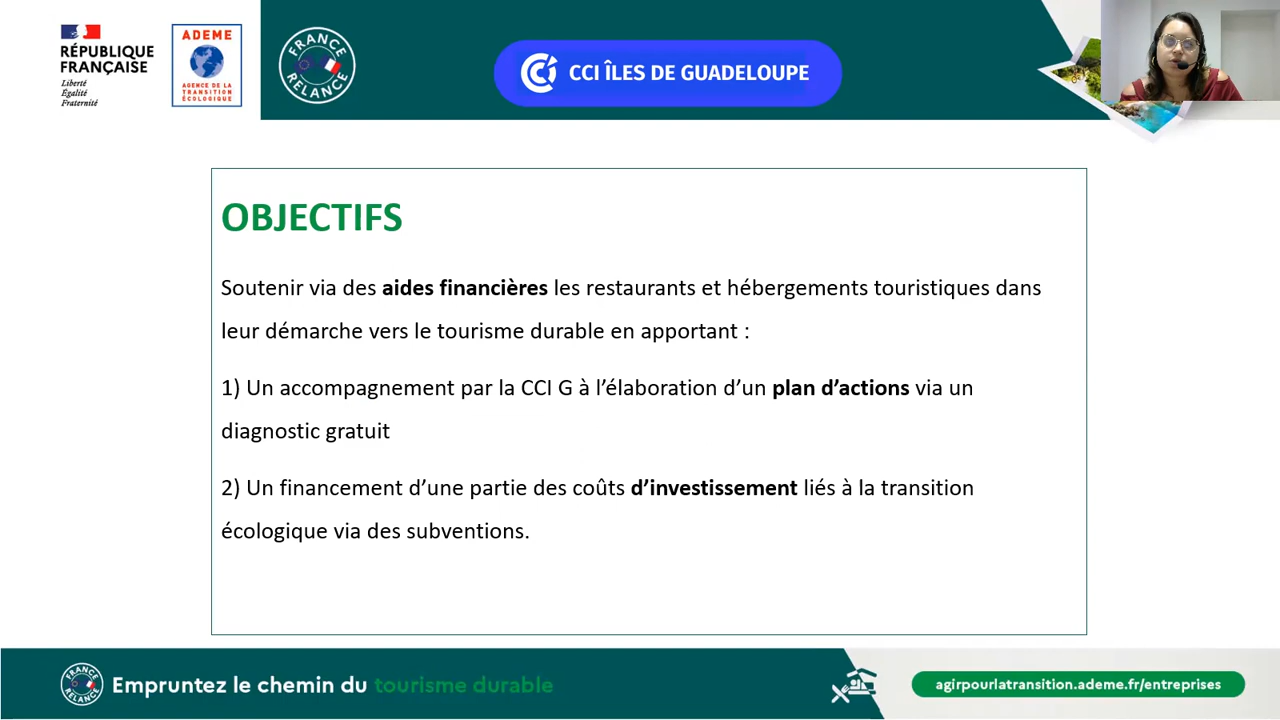 RÉPUBLIQUE
FRANÇAISE
Liberté
Égalité
Fraternité
ADEME
AGENCE DE LA
TRANSITION
ÉCOLOGIQUE
FRANCE
RELANCE
CCI ÎLES DE GUADELOUPE
OBJECTIFS
Soutenir via des aides financières les restaurants et hébergements touristiques dans
leur démarche vers le tourisme durable en apportant :
1) Un accompagnement par la CCI G à l’élaboration d’un plan d’actions via un
diagnostic gratuit
2) Un financement d’une partie des coûts d’investissement liés à la transition
écologique via des subventions.
FRANCE
RELANCE
Empruntez le chemin du tourisme durable
agirpourlatransition.ademe.fr/entreprises